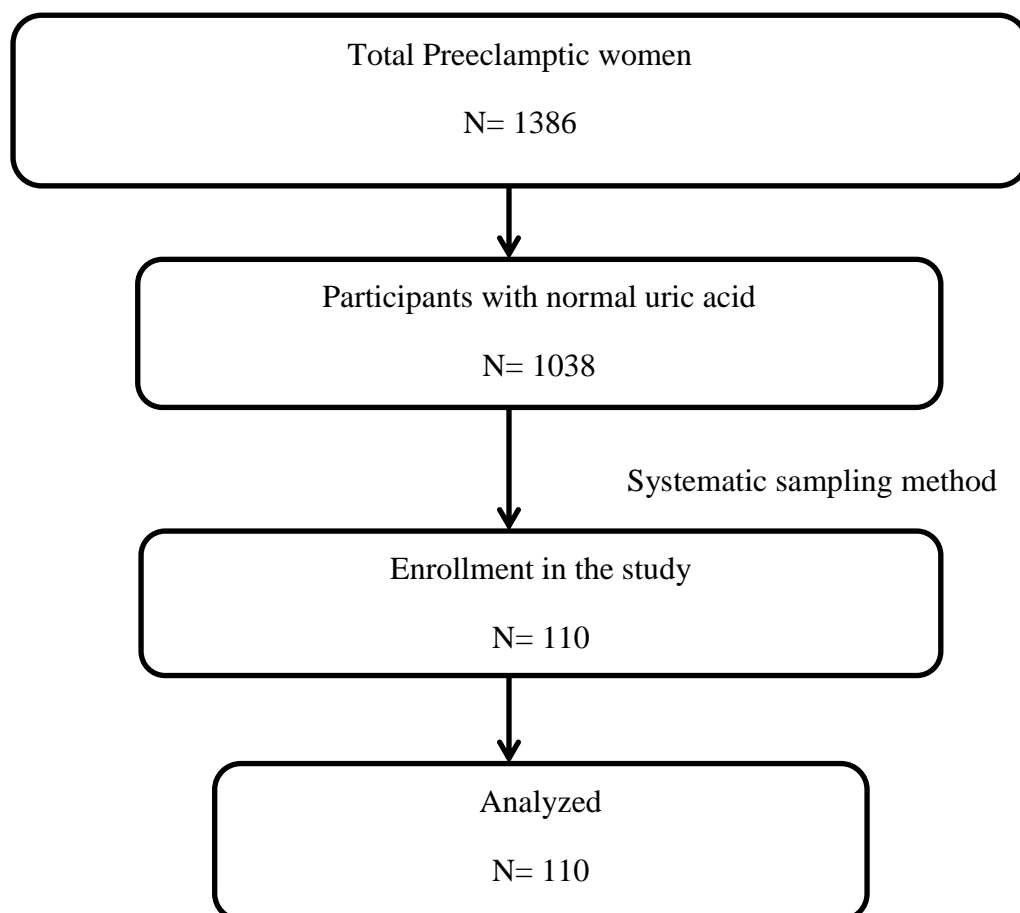 Total Preeclamptic women
N= 1386
Participants with normal uric acid
N= 1038
Systematic sampling method
Enrollment in the study
N= 110
Analyzed
N= 110